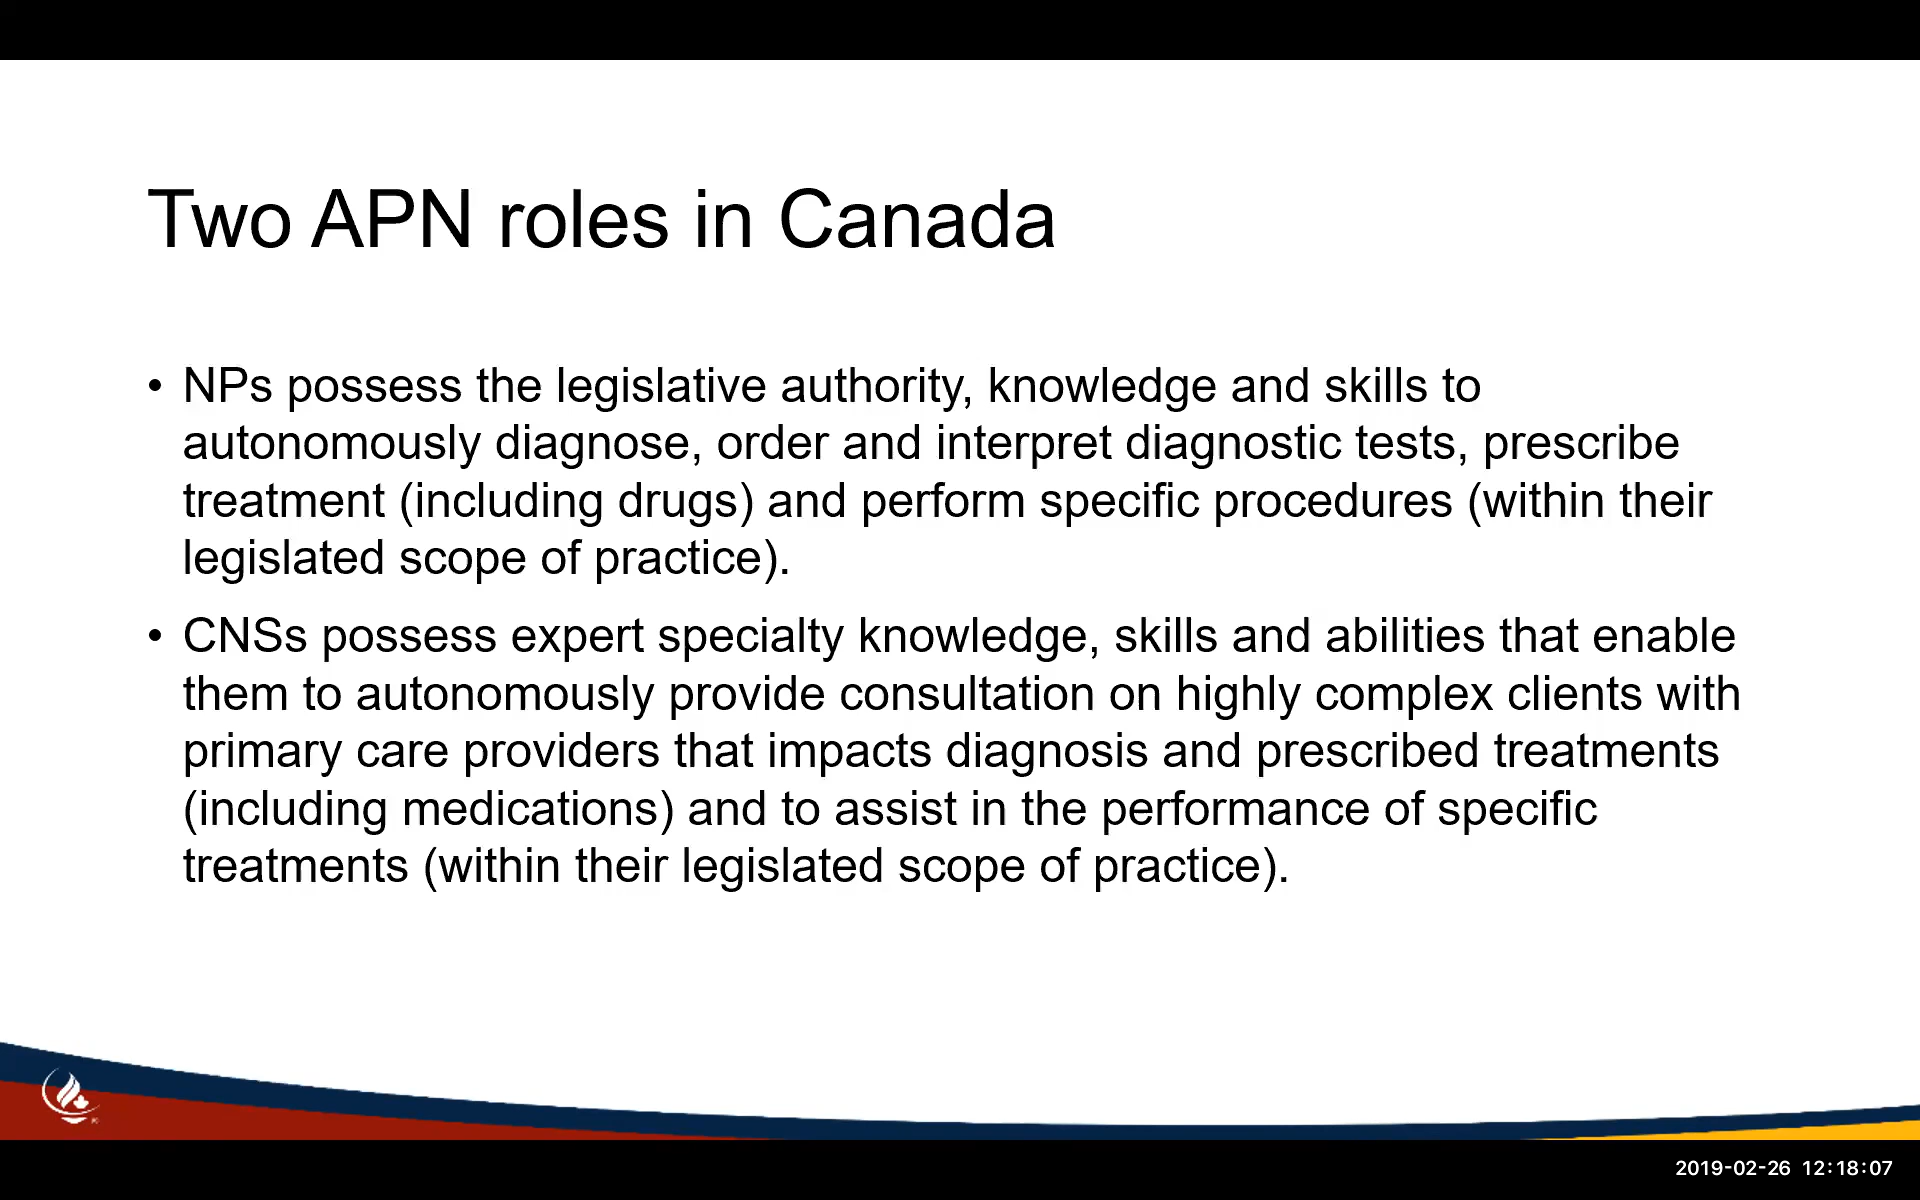 Two APN roles in Canada
• NPs possess the legislative authority, knowledge and skills to
autonomously diagnose, order and interpret diagnostic tests, prescribe
treatment (including drugs) and perform specific procedures (within their
legislated scope of practice).
• CNSs possess expert specialty knowledge, skills and abilities that enable
them to autonomously provide consultation on highly complex clients with
primary care providers that impacts diagnosis and prescribed treatments
(including medications) and to assist in the performance of specific
treatments (within their legislated scope of practice).
2019-02-26 12:18:07